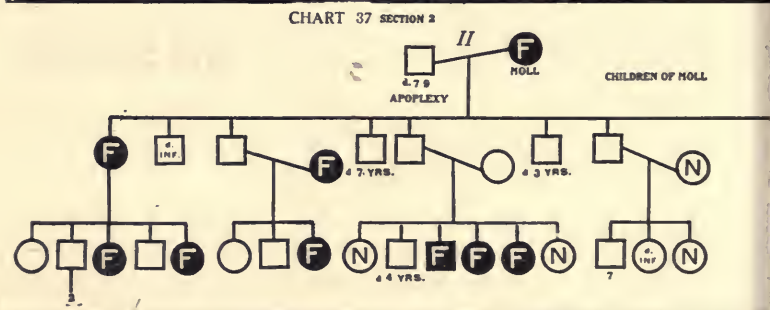 CHART 37 SECTION 2
II
F
MOLL
d.79
APOPLEXY
CHILDREN OF MOLL
F
d.
INF.
F
d 7. YRS.
d 3 YRS.
N
F
F
F
N
F
F
F
N
d.
INF
N
d 4 YRS.
7
3